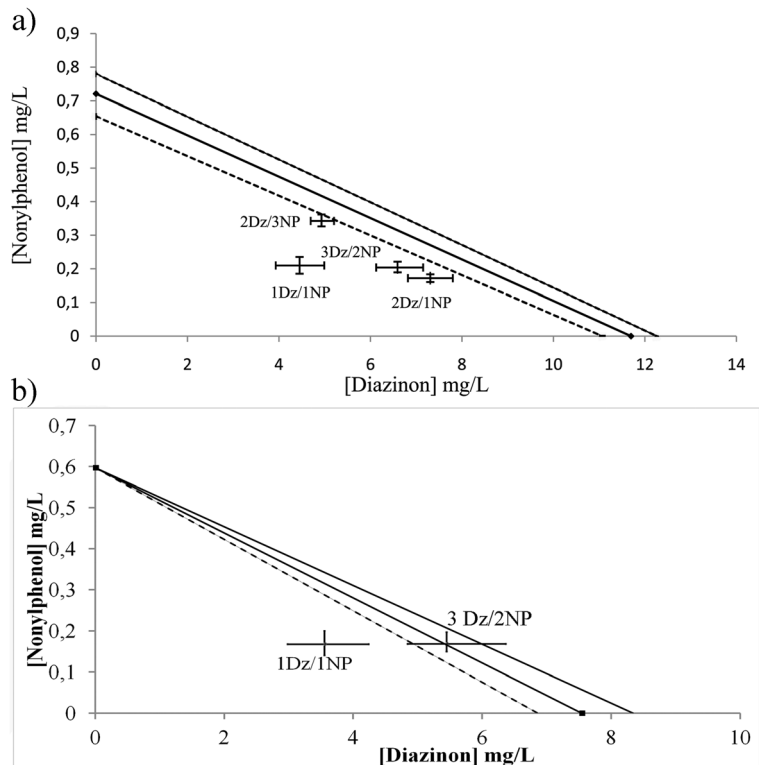 a)
0,9
0,8
0,7
0,6
0,5
0,4
0,3
0,2
0,1
0
[Nonylphenol] mg/L
2Dz/3NP
3Dz/2NP
1Dz/1NP
2Dz/1NP
0 2 4 6 8 10 12 14
[Diazinon] mg/L
b)
0,7
0,6
0,5
0,4
0,3
0,2
0,1
0
[Nonylphenol] mg/L
3 Dz/2NP
1Dz/1NP
0 2 4 6 8 10
[Diazinon] mg/L